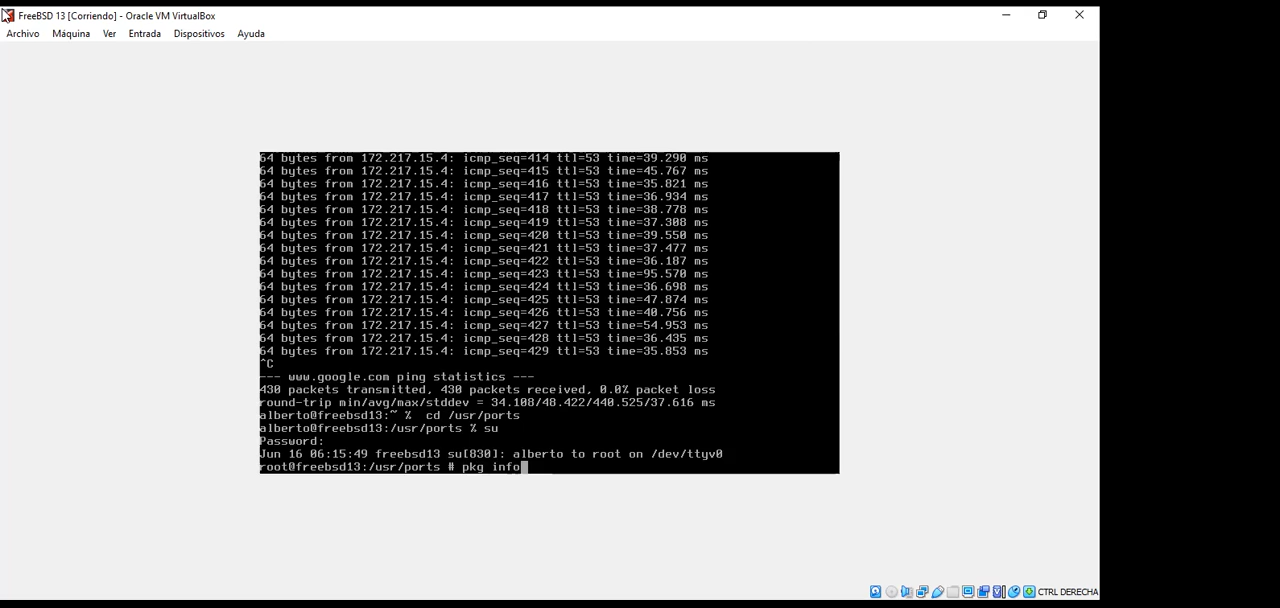 FreeBSD 13 [Corriendo] - Oracle VM VirtualBox
Archivo Máquina Ver Entrada Dispositivos Ayuda
64 bytes from 172.217.15.4: icmp_seq=414 ttl=53 time=39.290 ms
64 bytes from 172.217.15.4: icmp_seq=415 ttl=53 time=45.767 ms
64 bytes from 172.217.15.4: icmp_seq=416 ttl=53 time=35.821 ms
64 bytes from 172.217.15.4: icmp_seq=417 ttl=53 time=36.934 ms
64 bytes from 172.217.15.4: icmp_seq=418 ttl=53 time=38.778 ms
64 bytes from 172.217.15.4: icmp_seq=419 ttl=53 time=37.308 ms
64 bytes from 172.217.15.4: icmp_seq=420 ttl=53 time=39.550 ms
64 bytes from 172.217.15.4: icmp_seq=421 ttl=53 time=37.477 ms
64 bytes from 172.217.15.4: icmp_seq=422 ttl=53 time=36.187 ms
64 bytes from 172.217.15.4: icmp_seq=423 ttl=53 time=95.570 ms
64 bytes from 172.217.15.4: icmp_seq=424 ttl=53 time=36.698 ms
64 bytes from 172.217.15.4: icmp_seq=425 ttl=53 time=47.874 ms
64 bytes from 172.217.15.4: icmp_seq=426 ttl=53 time=40.756 ms
64 bytes from 172.217.15.4: icmp_seq=427 ttl=53 time=54.953 ms
64 bytes from 172.217.15.4: icmp_seq=428 ttl=53 time=36.435 ms
64 bytes from 172.217.15.4: icmp_seq=429 ttl=53 time=35.853 ms
^C
--- www.google.com ping statistics ---
430 packets transmitted, 430 packets received, 0.0% packet loss
round-trip min/avg/max/stddev = 34.108/48.422/440.525/37.616 ms
alberto@freebsd13:~ %  cd /usr/ports
alberto@freebsd13:/usr/ports % su
Password:
Jun 16 06:15:49 freebsd13 su[830]: alberto to root on /dev/ttyv0
root@freebsd13:/usr/ports # pkg info
CTRL DERECHA